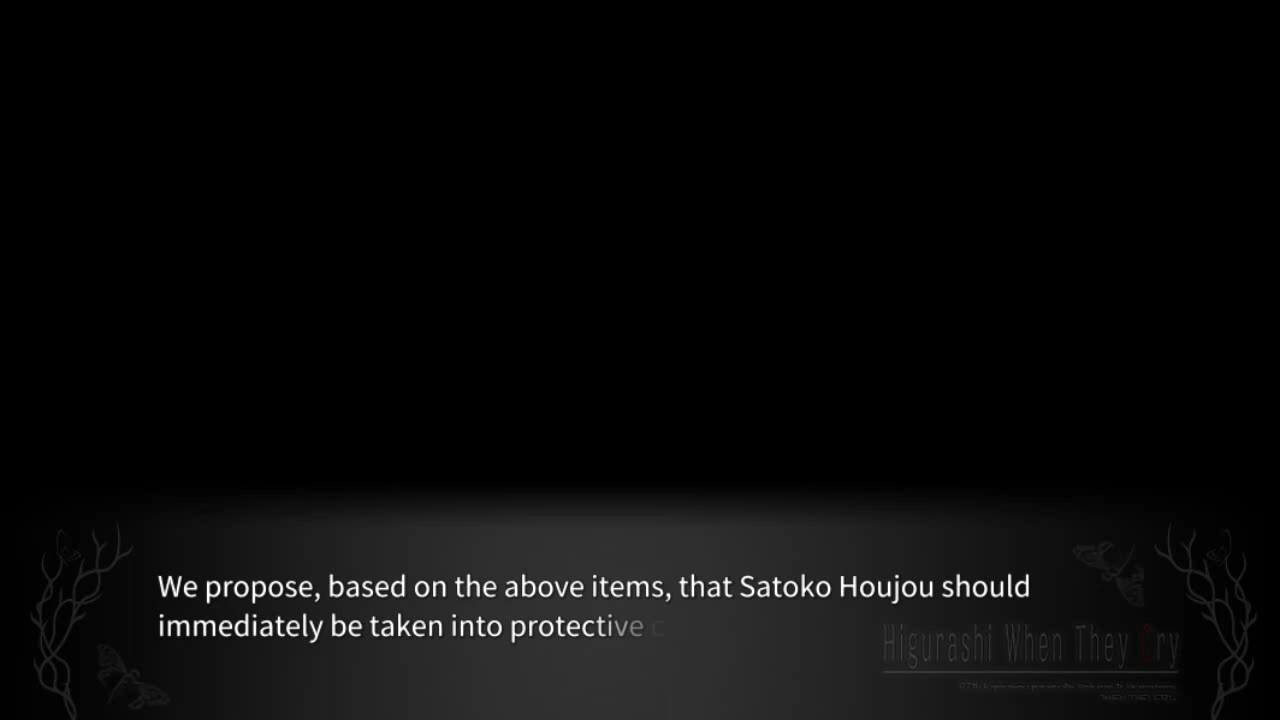 We propose, based on the above items, that Satoko Houjou should
immediately be taken into protective c
Higurashi When They Cry